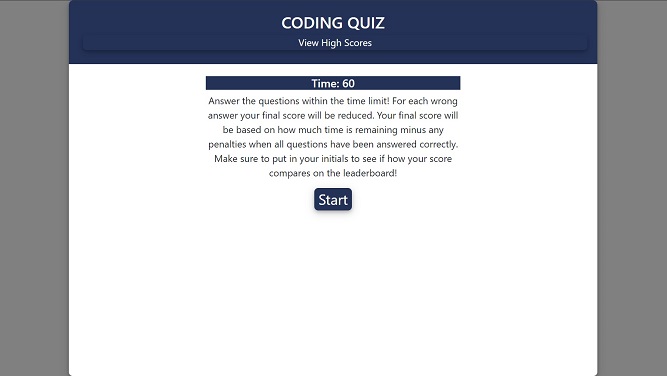 CODING QUIZ
View High Scores
Time: 60
Answer the questions within the time limit! For each wrong
answer your final score will be reduced. Your final score will
be based on how much time is remaining minus any
penalties when all questions have been answered correctly.
Make sure to put in your initials to see if how your score
compares on the leaderboard!
Start